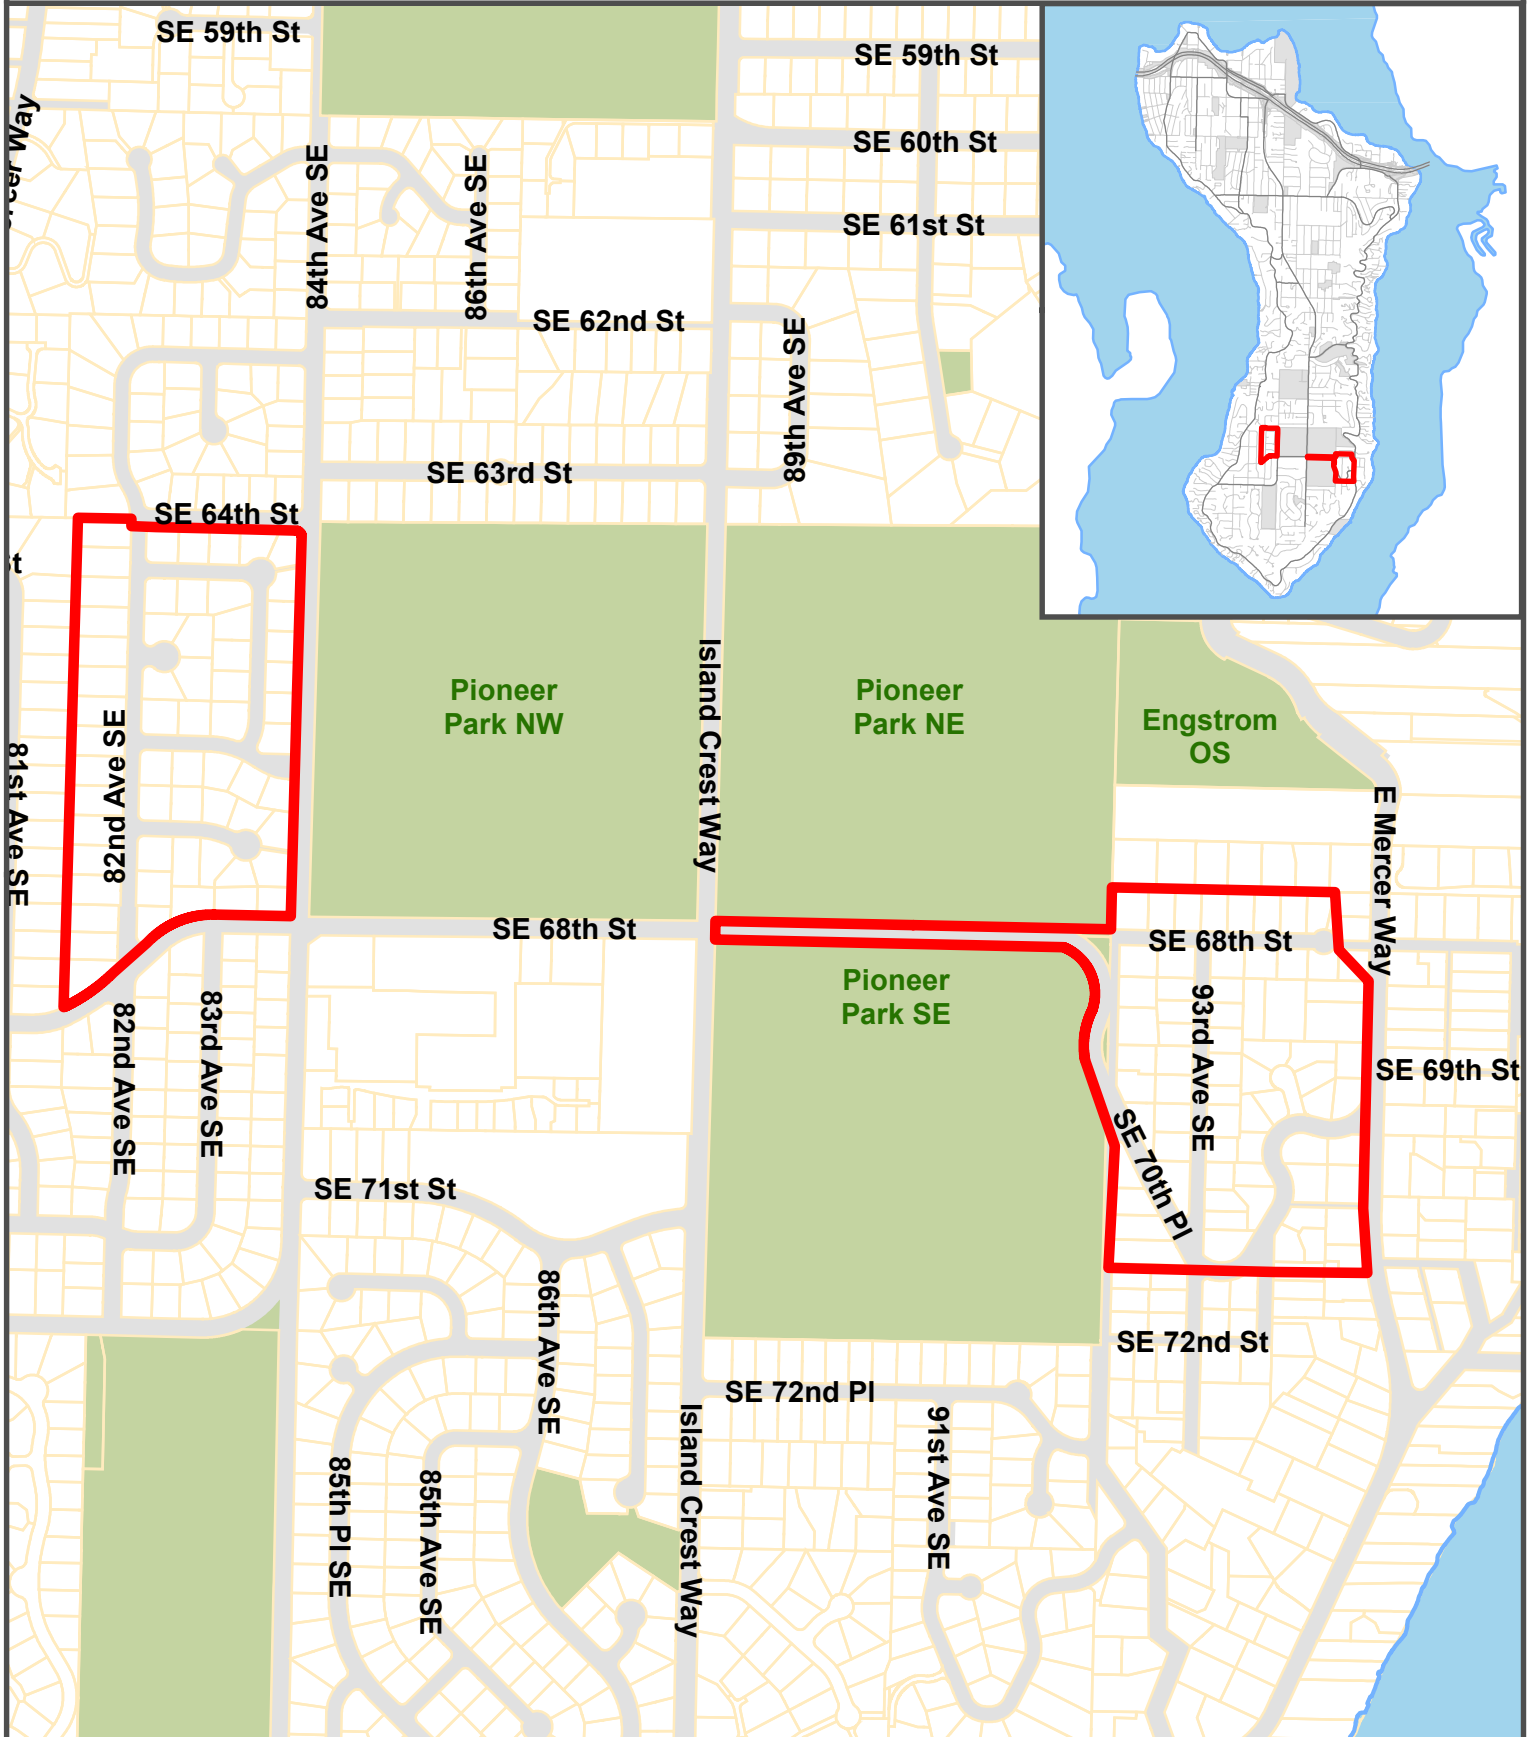 SE 59th St
SE 59th St
SE 60th St
84th Ave SE
86th Ave SE
SE 61st St
SE 62nd St
89th Ave SE
SE 63rd St
SE 64th St
Island Crest Way
Pioneer
Park NW
Pioneer
Park NE
Engstrom
OS
82nd Ave SE
81st Ave SE
E Mercer Way
SE 68th St
SE 68th St
Pioneer
Park SE
82nd Ave SE
83rd Ave SE
93rd Ave SE
SE 69th St
SE 70th Pl
SE 71st St
86th Ave SE
SE 72nd St
SE 72nd Pl
Island Crest Way
91st Ave SE
85th Pl SE
85th Ave SE
Way